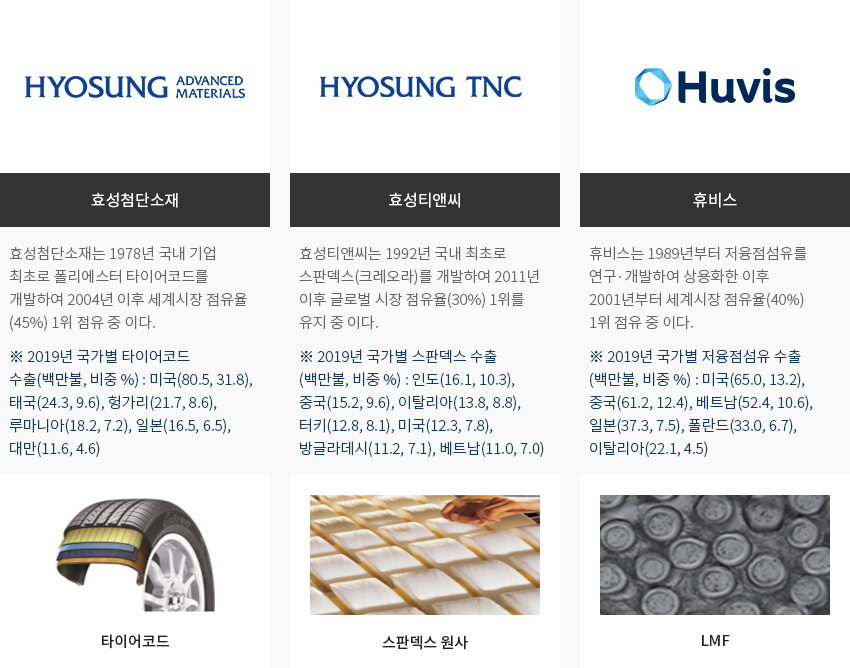 HYOSUNG ADVANCED MATERIALS
효성첨단소재
효성첨단소재는 1978년 국내 기업
최초로 폴리에스터 타이어코드를
개발하여 2004년 이후 세계시장 점유율
(45%) 1위 점유 중 이다.
※ 2019년 국가별 타이어코드
수출(백만불, 비중 %) : 미국(80.5, 31.8),
태국(24.3, 9.6), 헝가리(21.7, 8.6),
루마니아(18.2, 7.2), 일본(16.5, 6.5),
대만(11.6, 4.6)
타이어코드
HYOSUNG TNC
효성티앤씨
효성티앤씨는 1992년 국내 최초로
스판덱스(크레오라)를 개발하여 2011년
이후 글로벌 시장 점유율(30%) 1위를
유지 중 이다.
※ 2019년 국가별 스판덱스 수출
(백만불, 비중 %) : 인도(16.1, 10.3),
중국(15.2, 9.6), 이탈리아(13.8, 8.8),
터키(12.8, 8.1), 미국(12.3, 7.8),
방글라데시(11.2, 7.1), 베트남(11.0, 7.0)
스판덱스 원사
Huvis
휴비스
휴비스는 1989년부터 저융점섬유를
연구·개발하여 상용화한 이후
2001년부터 세계시장 점유율(40%)
1위 점유 중 이다.
※ 2019년 국가별 저융점섬유 수출
(백만불, 비중 %) : 미국(65.0, 13.2),
중국(61.2, 12.4), 베트남(52.4, 10.6),
일본(37.3, 7.5), 폴란드(33.0, 6.7),
이탈리아(22.1, 4.5)
LMF